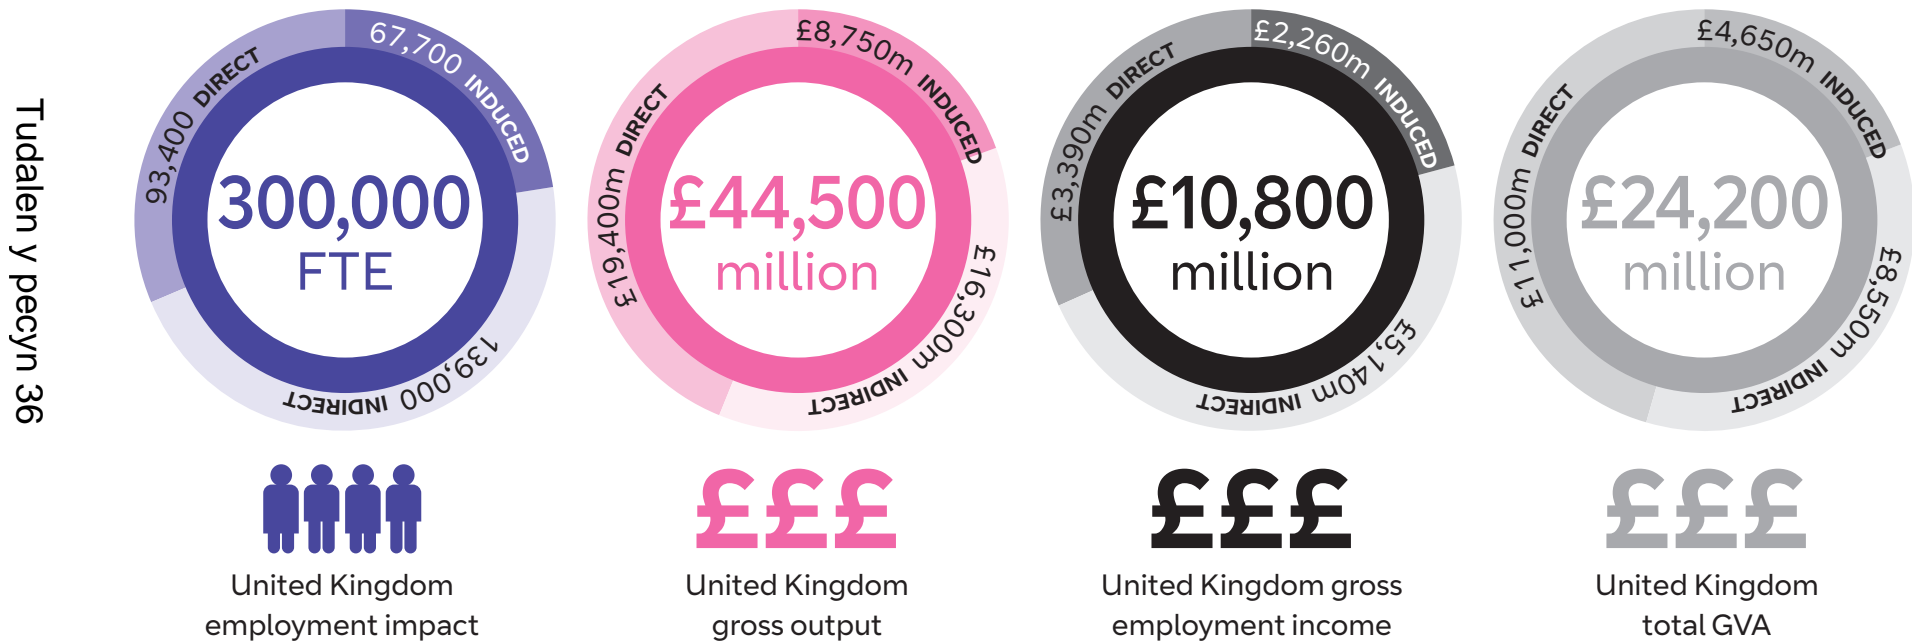 Tudalen y pecyn 36
93,400 DIRECT
67,700 INDUCED
139,000 INDIRECT
300,000
FTE
United Kingdom
employment impact
£19,400m DIRECT
£8,750m INDUCED
£16,300m INDIRECT
£44,500
million
£££
United Kingdom
gross output
£3,390m DIRECT
£2,260m INDUCED
£5,140m INDIRECT
£10,800
million
£££
United Kingdom gross
employment income
£11,000m DIRECT
£4,650m INDUCED
£8,550m INDIRECT
£24,200
million
£££
United Kingdom
total GVA